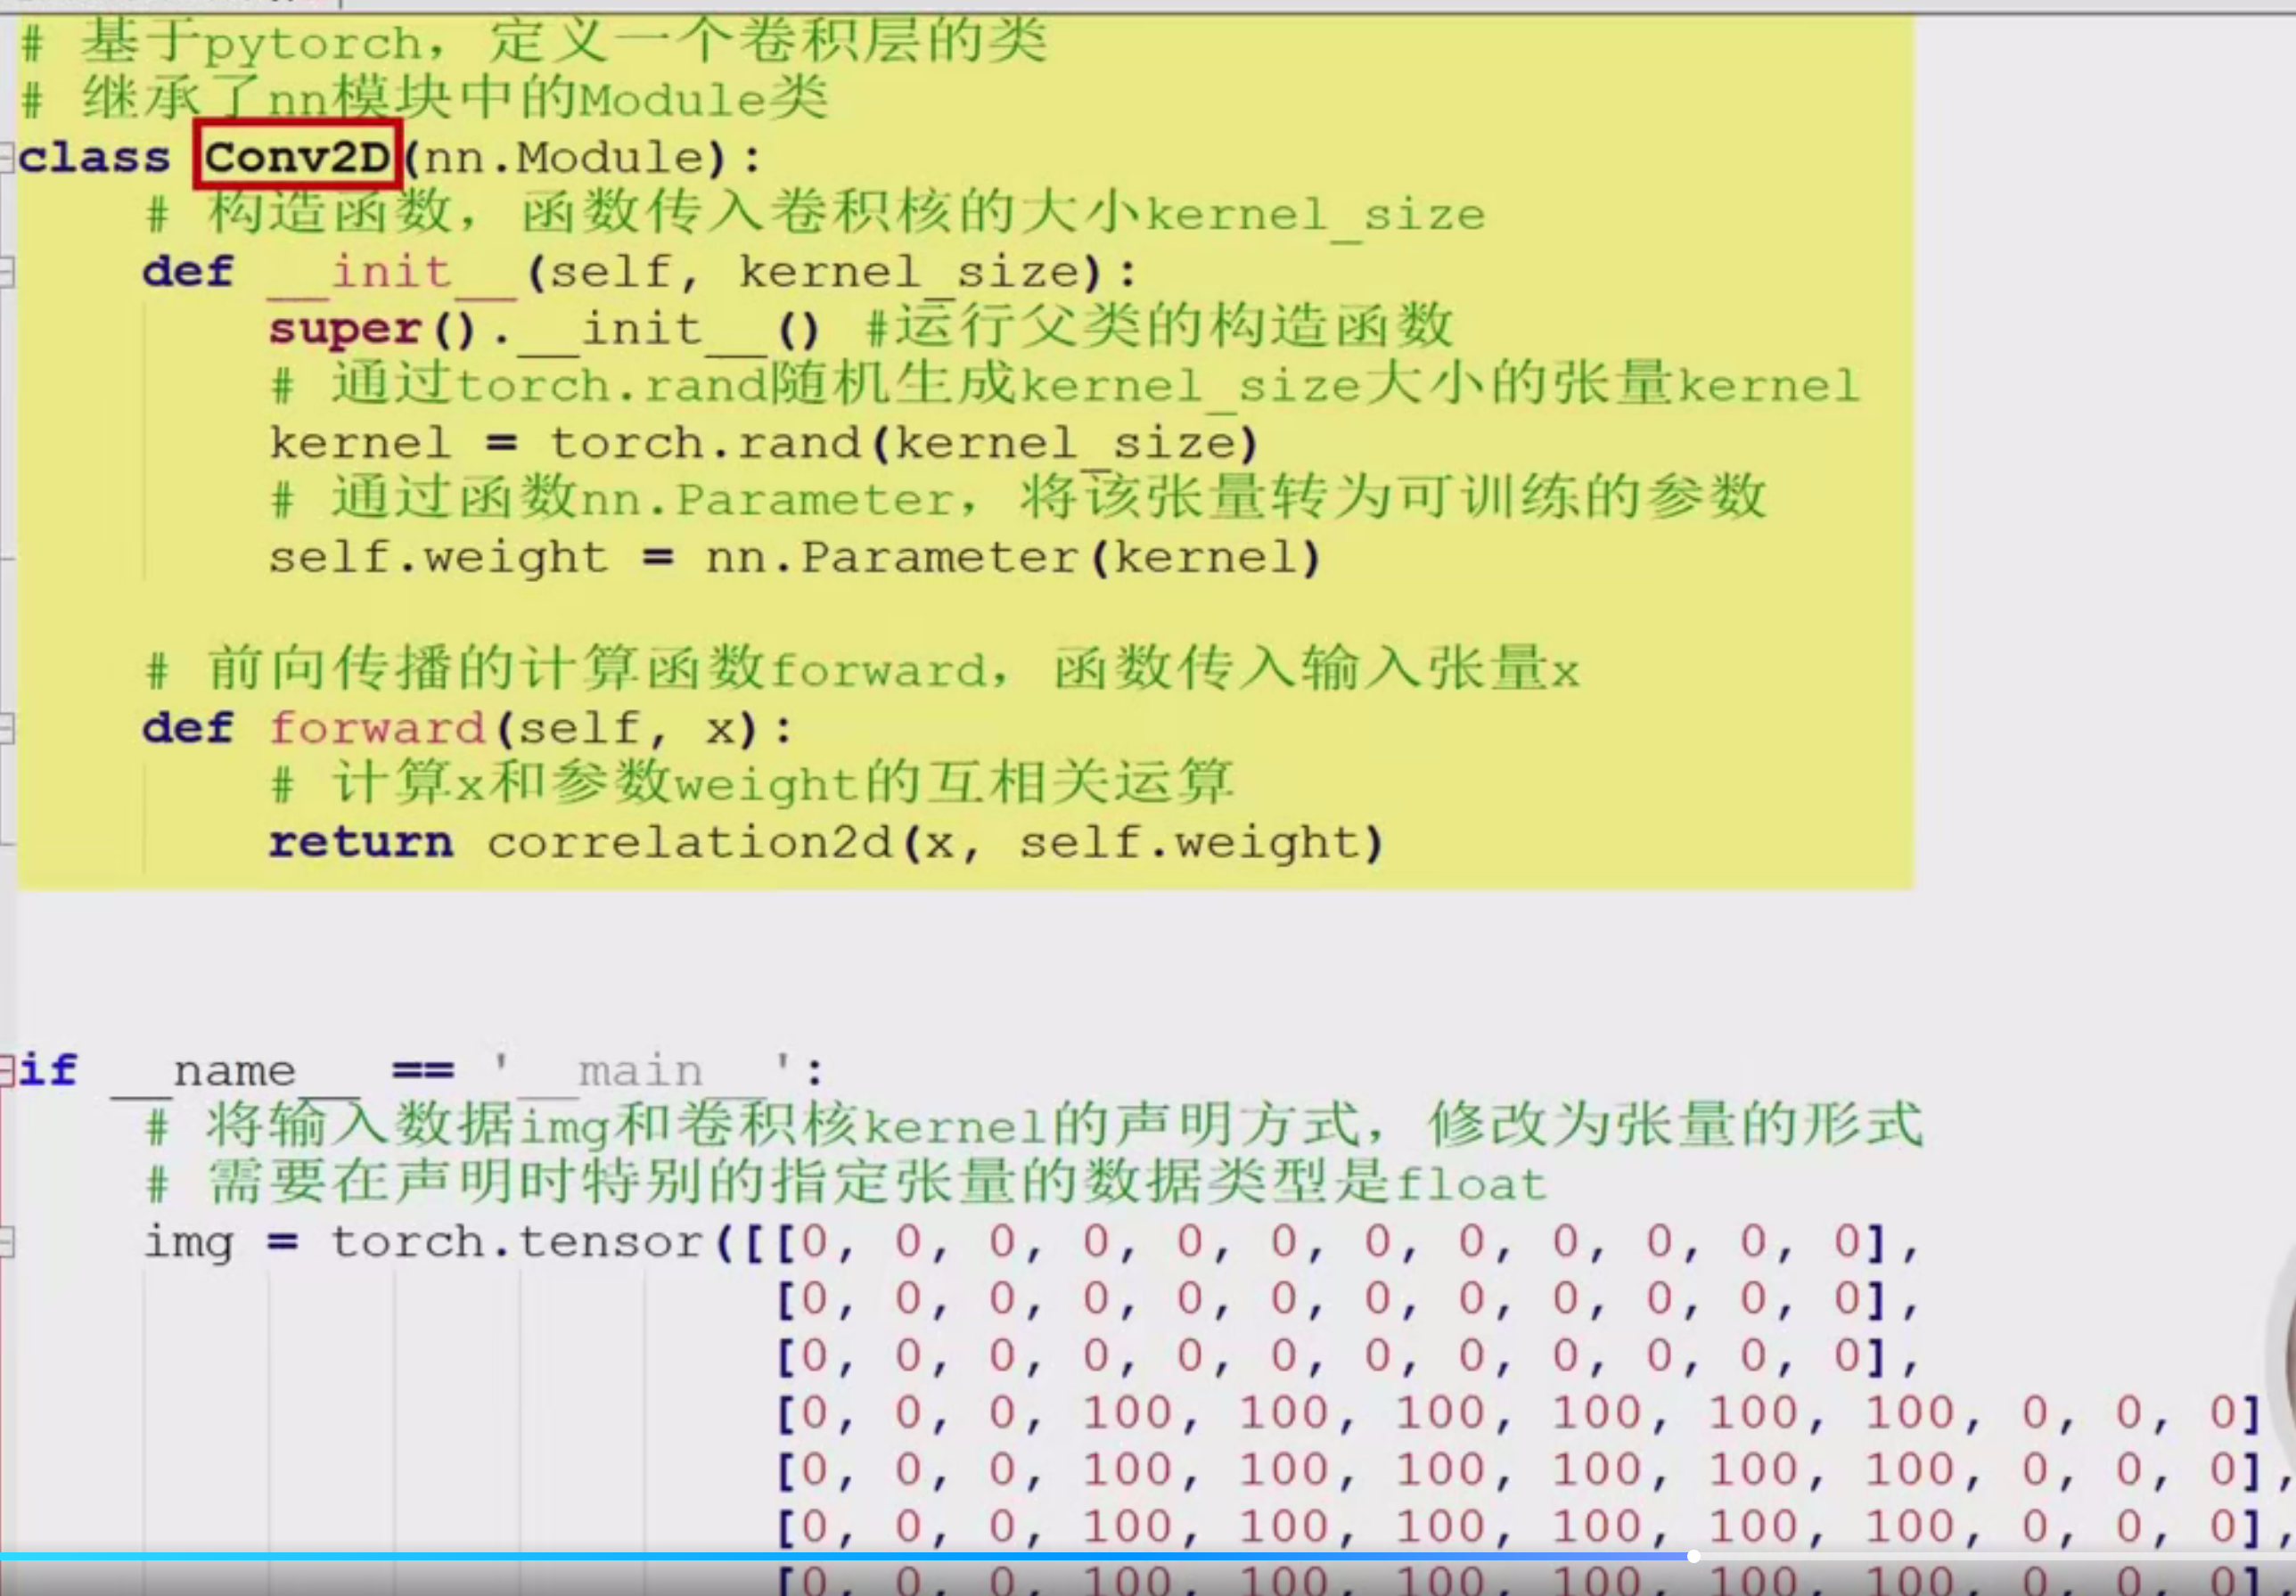 # 基于pytorch，定义一个卷积层的类
# 继承了nn模块中的Module类
class Conv2D(nn.Module):
# 构造函数，函数传入卷积核的大小kernel_size
def __init__(self, kernel_size):
super().__init__() #运行父类的构造函数
# 通过torch.rand随机生成kernel_size大小的张量kernel
kernel = torch.rand(kernel_size)
# 通过函数nn.Parameter，将该张量转为可训练的参数
self.weight = nn.Parameter(kernel)
# 前向传播的计算函数forward，函数传入输入张量x
def forward(self, x):
# 计算x和参数weight的互相关运算
return correlation2d(x, self.weight)
if __name__ == '__main__':
# 将输入数据img和卷积核kernel的声明方式，修改为张量的形式
# 需要在声明时特别的指定张量的数据类型是float
img = torch.tensor([[0, 0, 0, 0, 0, 0, 0, 0, 0, 0, 0, 0],
[0, 0, 0, 0, 0, 0, 0, 0, 0, 0, 0, 0],
[0, 0, 0, 0, 0, 0, 0, 0, 0, 0, 0, 0],
[0, 0, 0, 100, 100, 100, 100, 100, 100, 0, 0, 0]
[0, 0, 0, 100, 100, 100, 100, 100, 100, 0, 0, 0],
[0, 0, 0, 100, 100, 100, 100, 100, 100, 0, 0, 0],
[0, 0, 0, 100, 100, 100, 100, 100, 100, 0, 0, 0]